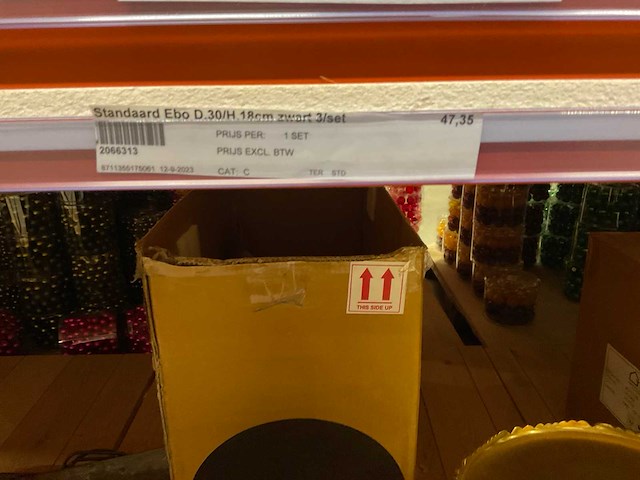 Standaard Ebo D.30/H 18cm zwart 3/set
47,35
PRIJS PER: 1 SET
2066313
PRIJS EXCL. BTW
8711355175061 13-9-2023
CAT: C
TER STD
THIS SIDE UP